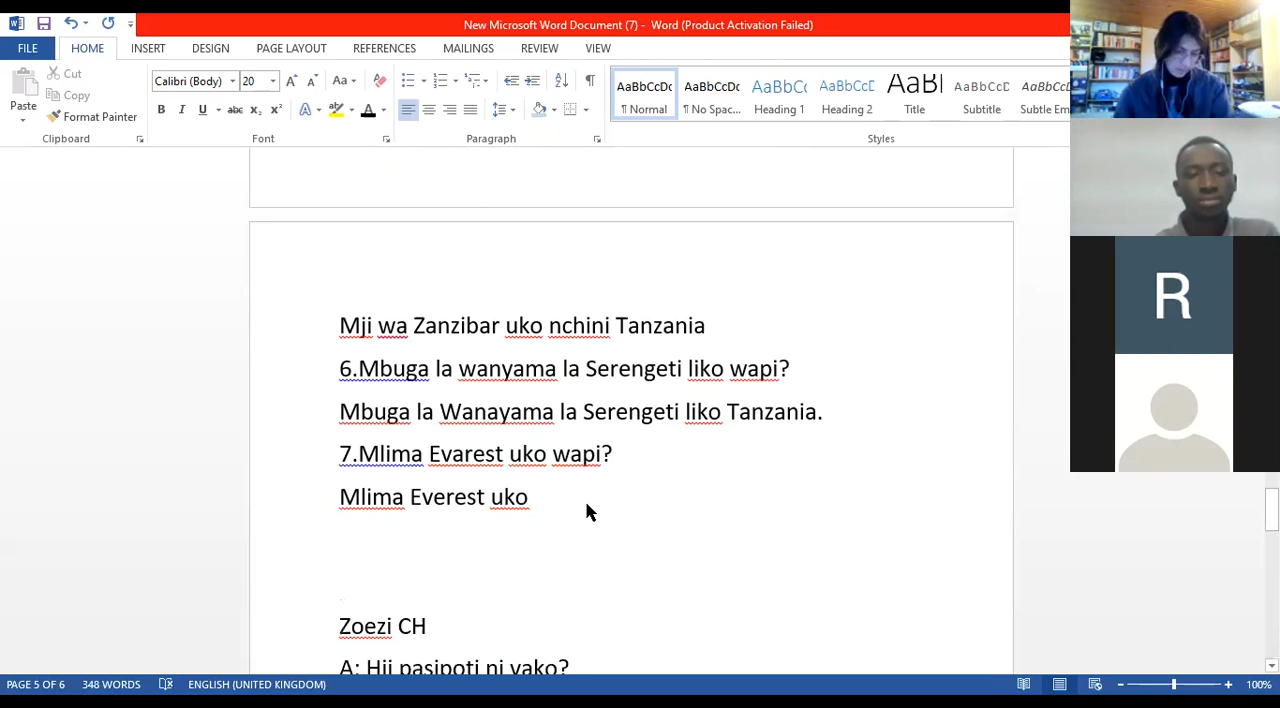 New Microsoft Word Document (7) - Word (Product Activation Failed)
FILE HOME INSERT DESIGN PAGE LAYOUT REFERENCES MAILINGS REVIEW VIEW
Paste
Cut
Copy
Format Painter
Clipboard
Calibri (Body) 20
Font
Paragraph
AaBbCcDc AaBbCcDc AaBbC AaBbCcD AaBl AaBbCcD AaBbCcD
¶ Normal ¶ No Spac... Heading 1 Heading 2 Title Subtitle Subtle Em
Styles
R
Mji wa Zanzibar uko nchini Tanzania
6.Mbuga la wanyama la Serengeti liko wapi?
Mbuga la Wanayama la Serengeti liko Tanzania.
7.Mlima Evarest uko wapi?
Mlima Everest uko
Zoezi CH
A: Hii pasipoti ni yako?
PAGE 5 OF 6 348 WORDS ENGLISH (UNITED KINGDOM) 100%